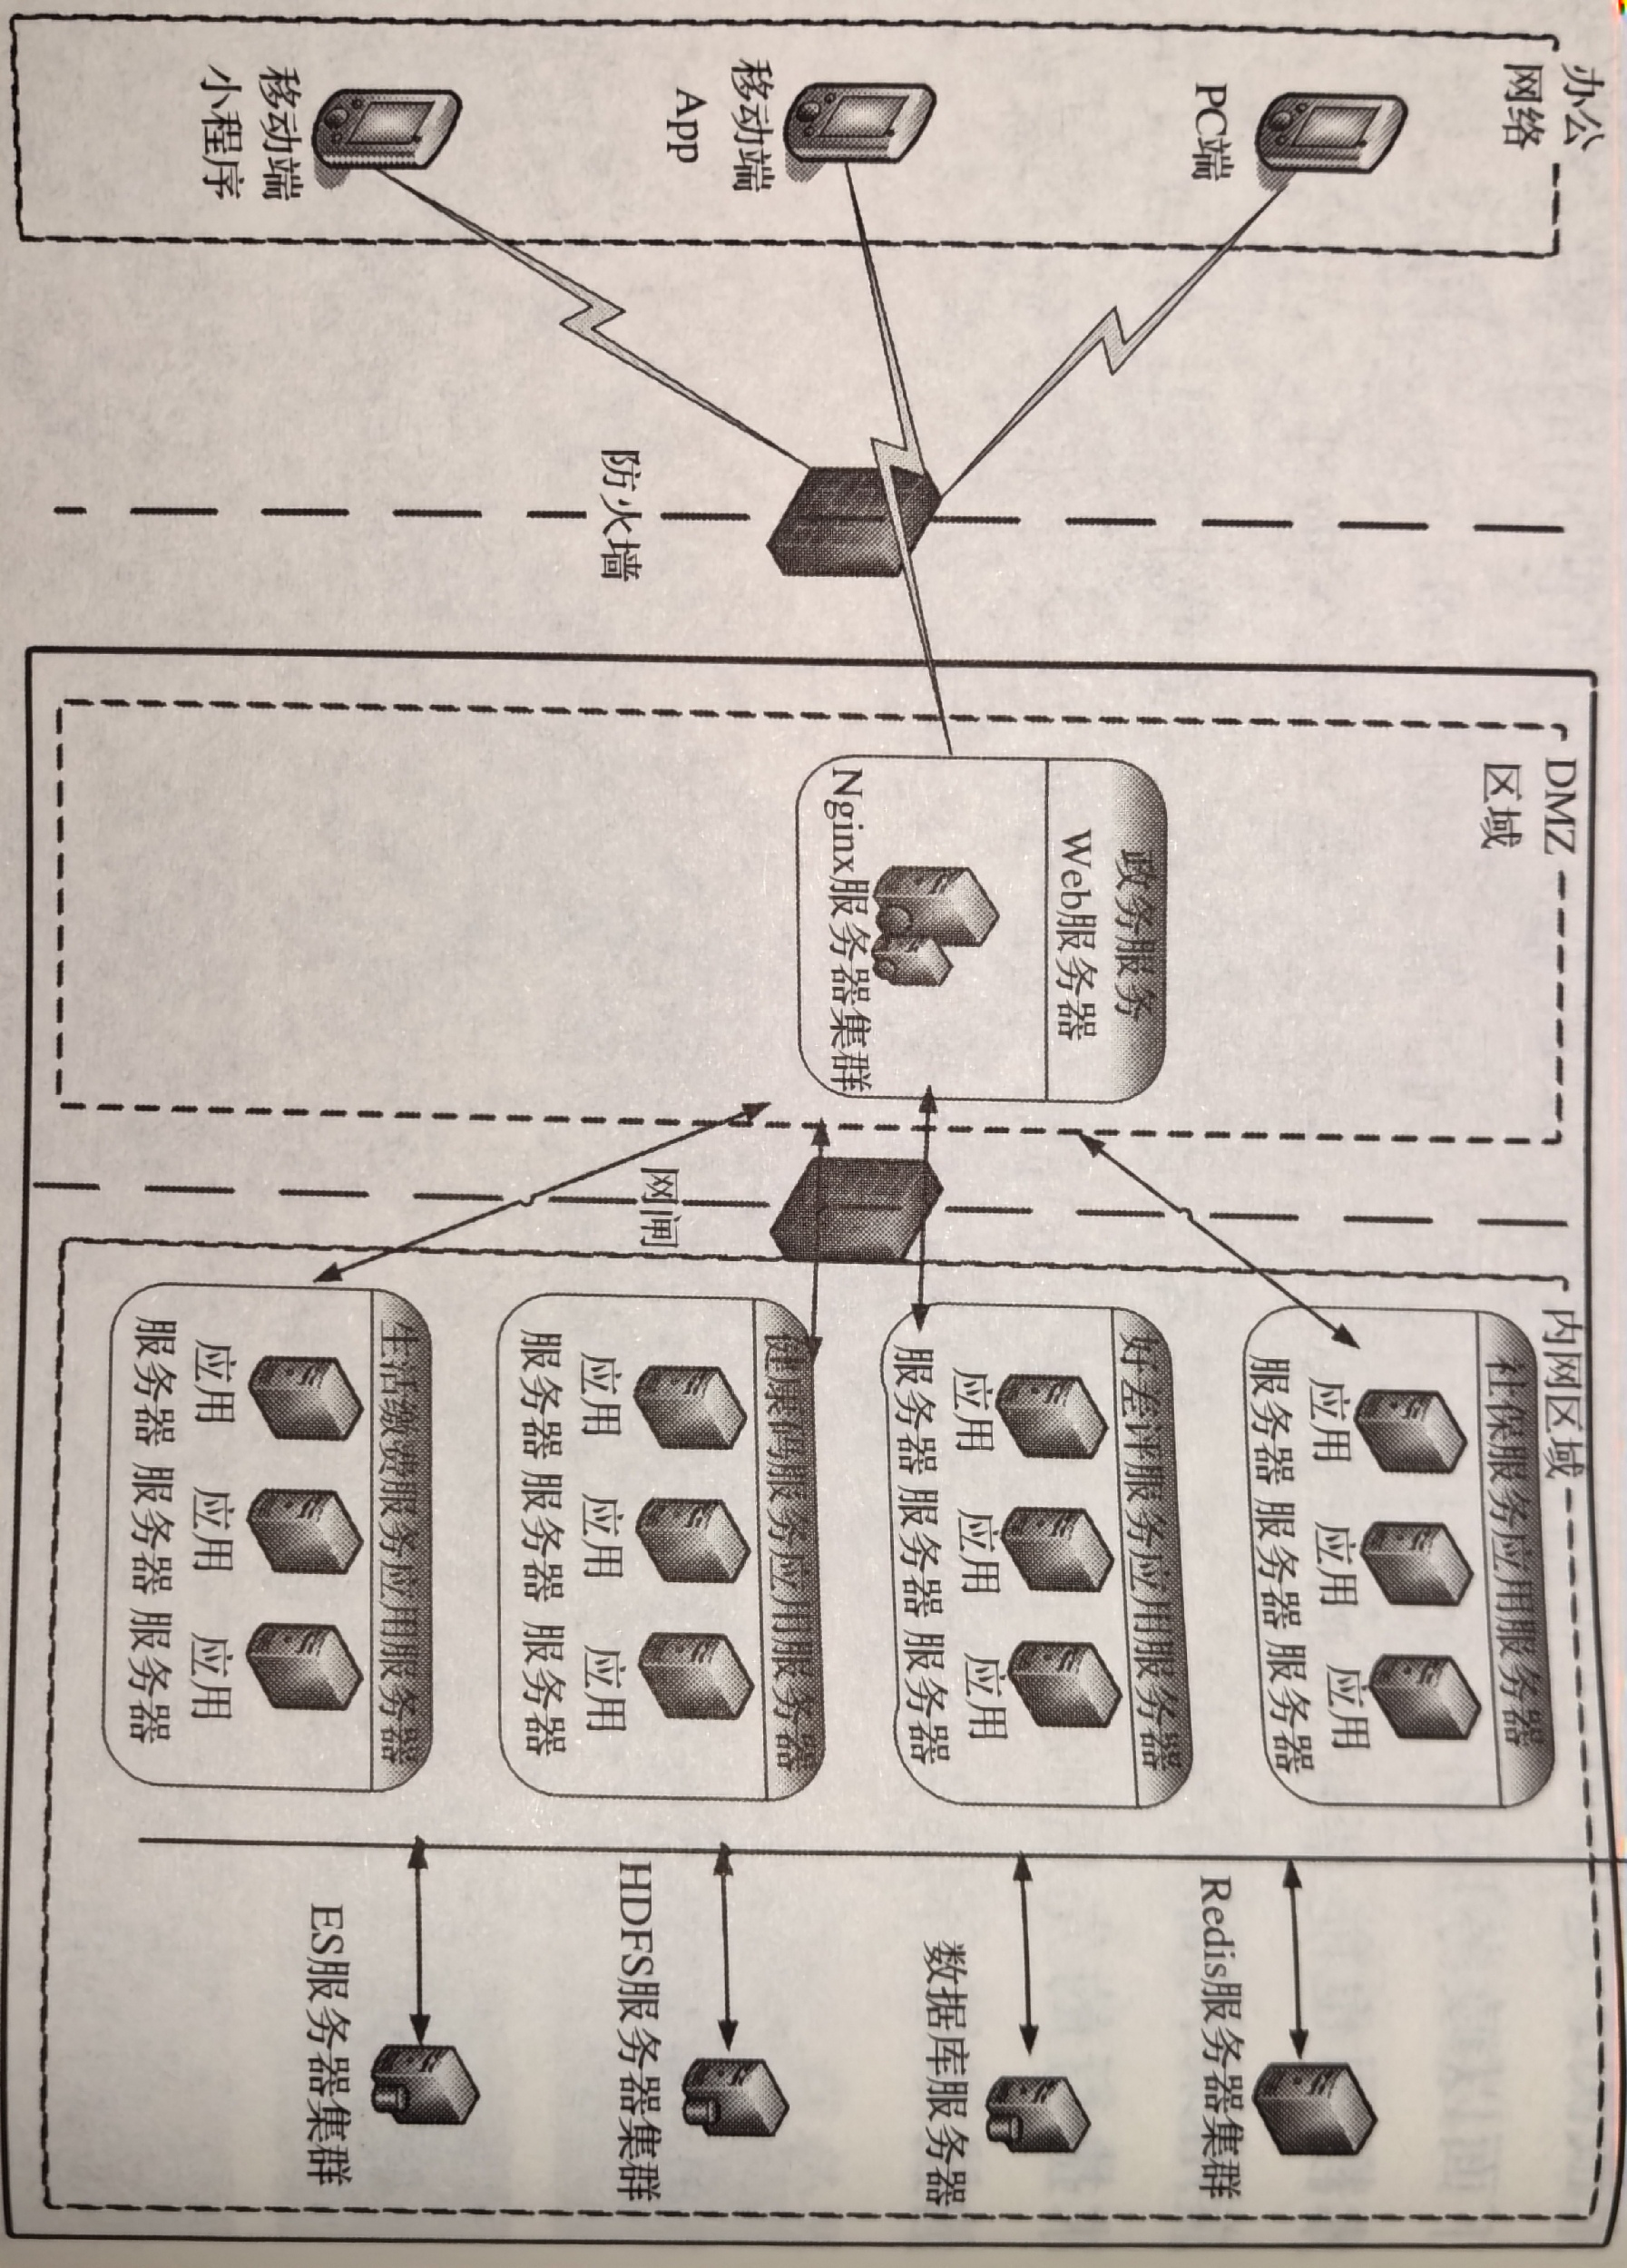 办公
网络
PC端
移动端
App
移动端
小程序
防火墙
DMZ
区域
政务服务
Web服务器
Nginx服务器集群
网闸
内网区域
社保服务应用服务器
应用 应用 应用
服务器 服务器 服务器
好差评服务应用服务器
应用 应用 应用
服务器 服务器 服务器
健康码服务应用服务器
应用 应用 应用
服务器 服务器 服务器
生活缴费服务应用服务器
应用 应用 应用
服务器 服务器 服务器
Redis服务器集群
数据库服务器
HDFS服务器集群
ES服务器集群